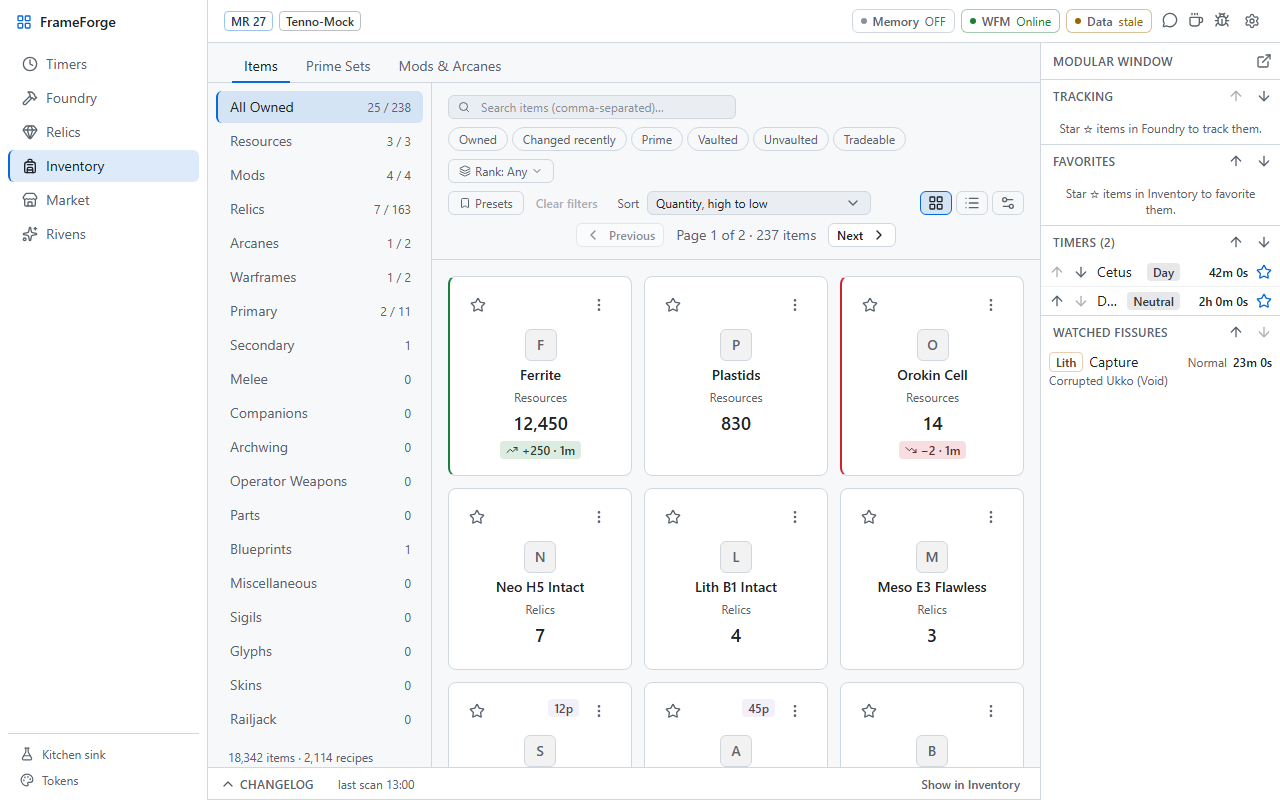 FrameForge
MR 27
Tenno-Mock
Memory OFF
WFM Online
Data stale
Timers
Foundry
Relics
Inventory
Market
Rivens
Kitchen sink
Tokens
Items
Prime Sets
Mods & Arcanes
All Owned 25 / 238
Resources 3 / 3
Mods 4 / 4
Relics 7 / 163
Arcanes 1 / 2
Warframes 1 / 2
Primary 2 / 11
Secondary 1
Melee 0
Companions 0
Archwing 0
Operator Weapons 0
Parts 0
Blueprints 1
Miscellaneous 0
Sigils 0
Glyphs 0
Skins 0
Railjack 0
18,342 items · 2,114 recipes
Search items (comma-separated)...
Owned
Changed recently
Prime
Vaulted
Unvaulted
Tradeable
Rank: Any
Presets
Clear filters
Sort
Quantity, high to low
Previous
Page 1 of 2 · 237 items
Next
F
Ferrite
Resources
12,450
+250 · 1m
P
Plastids
Resources
830
O
Orokin Cell
Resources
14
−2 · 1m
N
Neo H5 Intact
Relics
7
L
Lith B1 Intact
Relics
4
M
Meso E3 Flawless
Relics
3
12p
S
45p
A
B
CHANGELOG
last scan 13:00
Show in Inventory
MODULAR WINDOW
TRACKING
Star ☆ items in Foundry to track them.
FAVORITES
Star ☆ items in Inventory to favorite
them.
TIMERS (2)
Cetus Day 42m 0s
D... Neutral 2h 0m 0s
WATCHED FISSURES
Lith Capture Normal 23m 0s
Corrupted Ukko (Void)